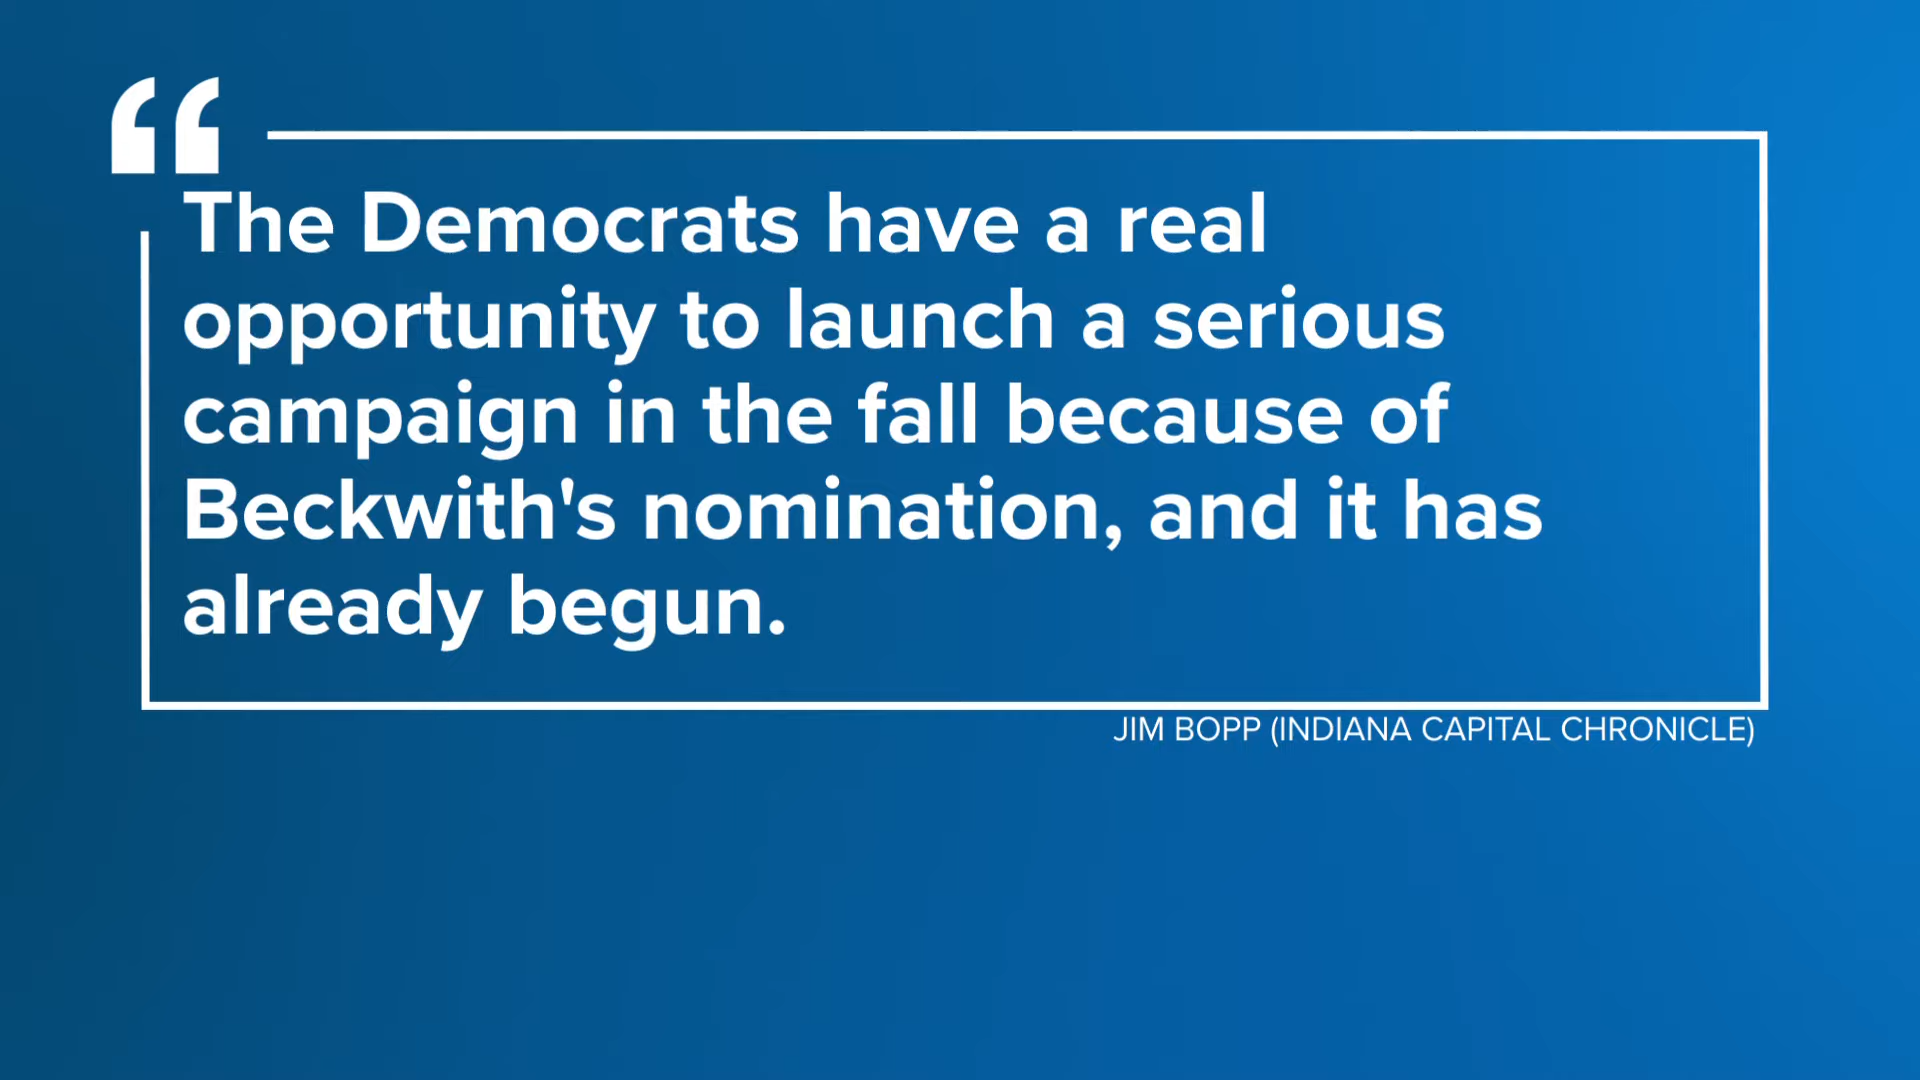 “
The Democrats have a real
opportunity to launch a serious
campaign in the fall because of
Beckwith's nomination, and it has
already begun.
JIM BOPP (INDIANA CAPITAL CHRONICLE)